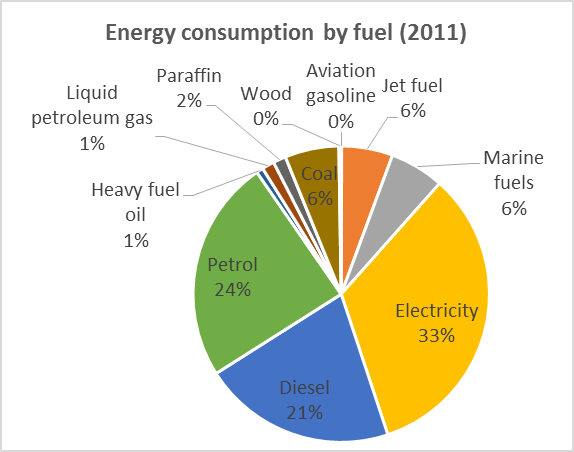 Energy consumption by fuel (2011)
Aviation
gasoline
0%
Jet fuel
6%
Marine
fuels
6%
Electricity
33%
Diesel
21%
Petrol
24%
Heavy fuel
oil
1%
Liquid
petroleum gas
1%
Paraffin
2%
Coal
6%
Wood
0%